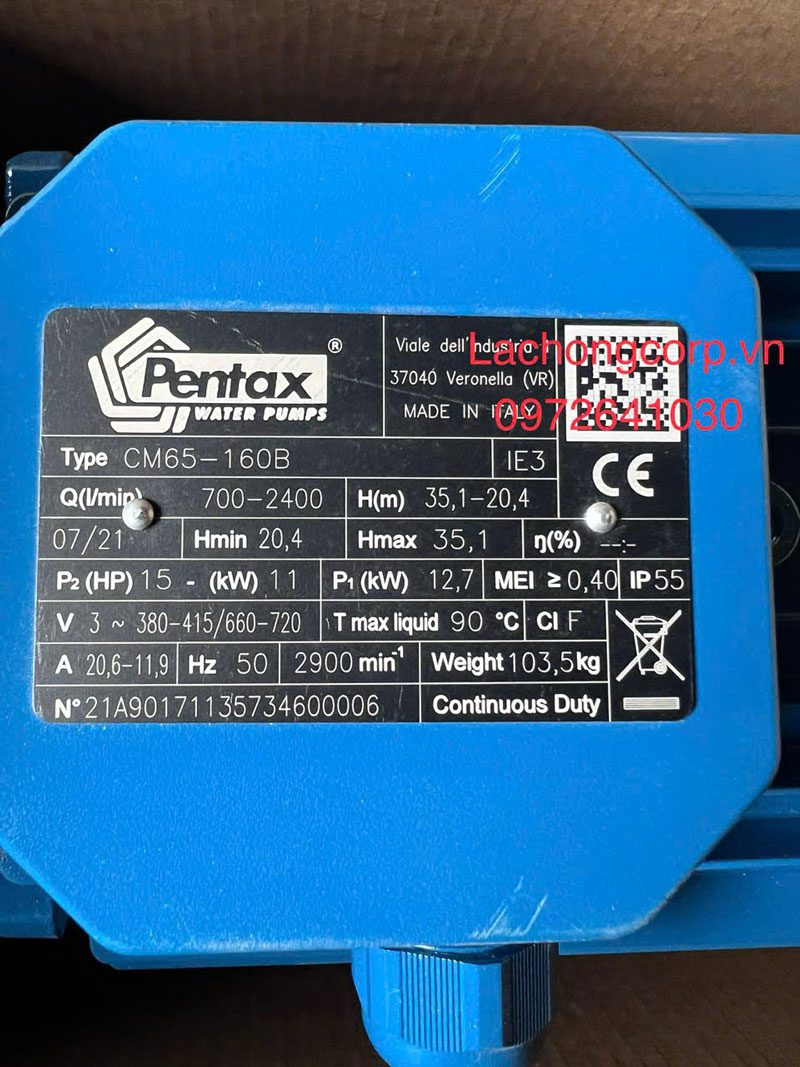 Pentax ®
WATER PUMPS
Viale dell'Industria
37040 Veronella (VR)
MADE IN ITALY
Lachongcorp.vn
0972641030
Type CM65-160B IE3
CE
Q(l/min) 700-2400 H(m) 35,1-20,4
07/21 Hmin 20,4 Hmax 35,1 η(%) --:-
P2 (HP) 15 - (kW) 11 P1 (kW) 12,7 MEI ≥ 0,40 IP 55
V 3 ~ 380-415/660-720 T max liquid 90 °C Cl F
A 20,6-11,9 Hz 50 2900 min-1 Weight 103,5kg
N° 21A90171135734600006 Continuous Duty